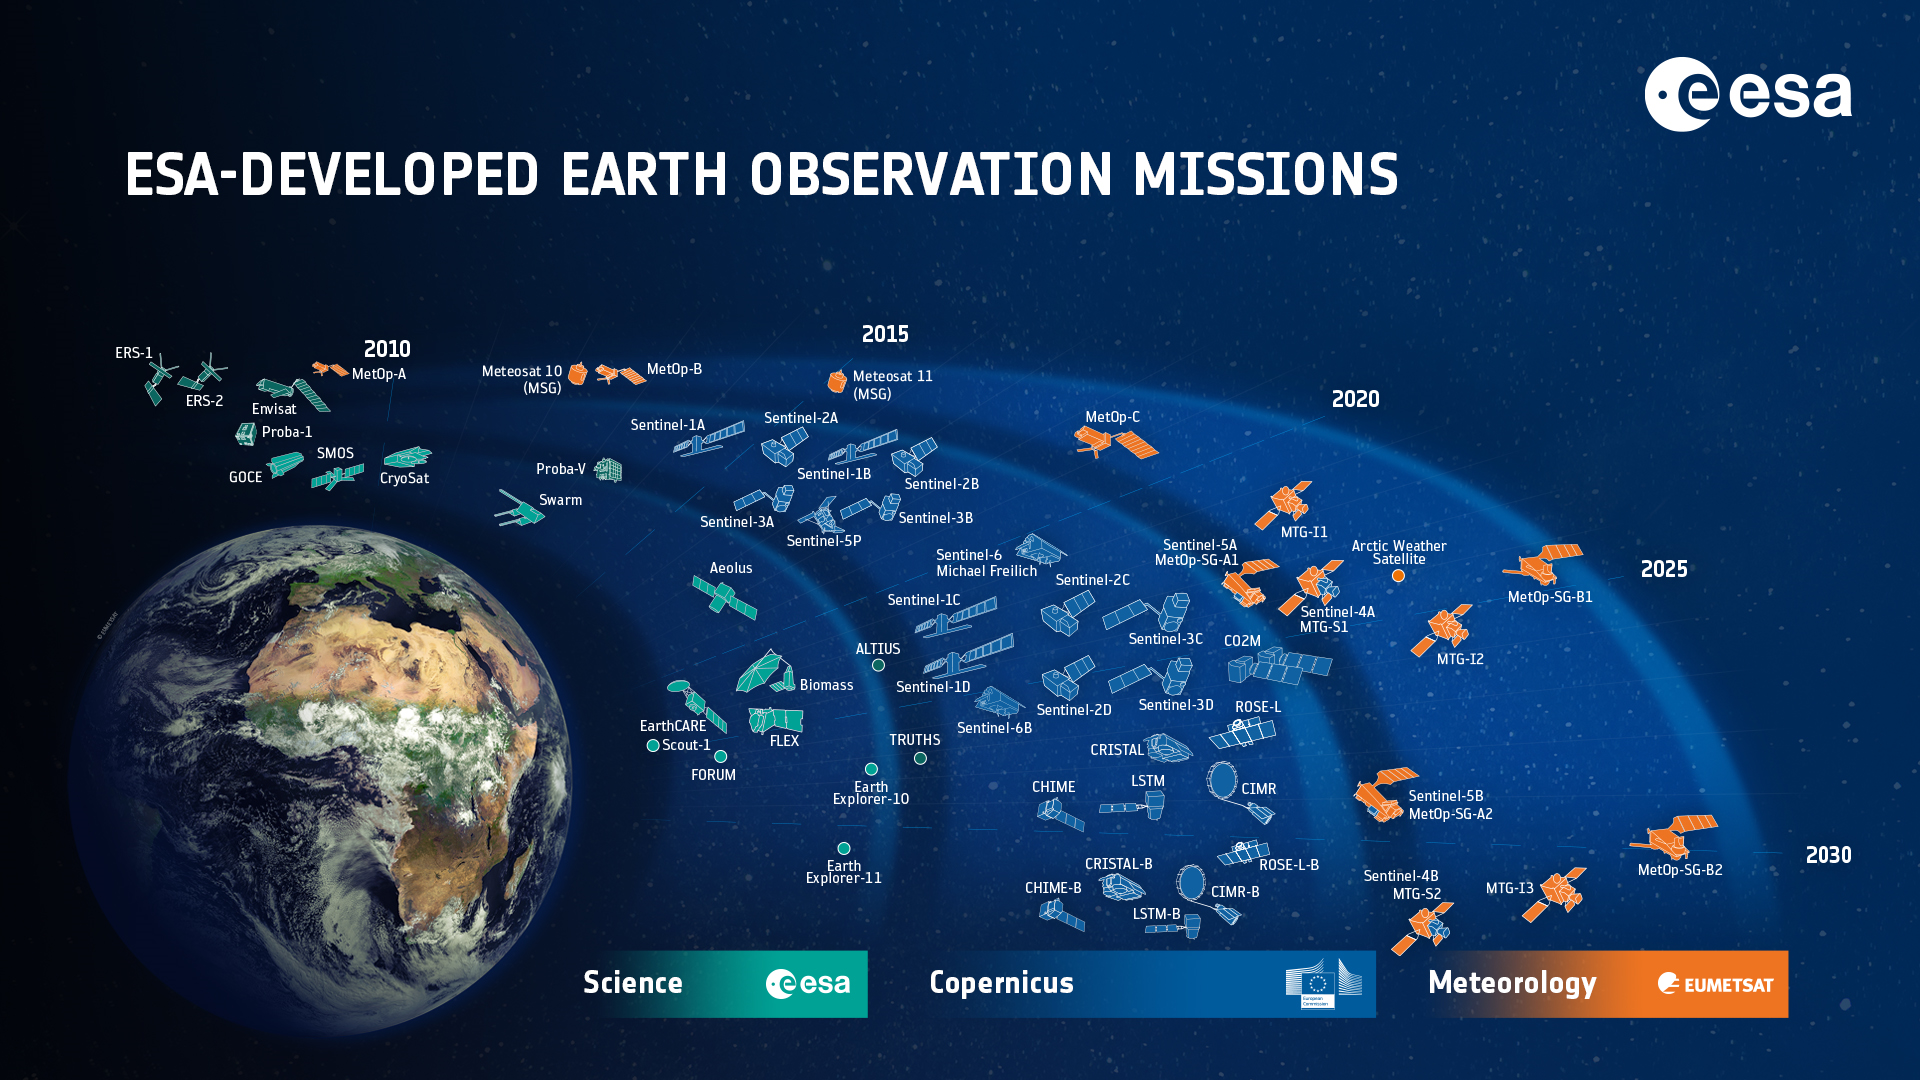 esa
ESA-DEVELOPED EARTH OBSERVATION MISSIONS
2010
2015
2020
2025
2030
ERS-1
ERS-2
Envisat
MetOp-A
Proba-1
GOCE
SMOS
CryoSat
Meteosat 10
(MSG)
MetOp-B
Meteosat 11
(MSG)
Proba-V
Swarm
Sentinel-1A
Sentinel-2A
Sentinel-1B
Sentinel-2B
Sentinel-3A
Sentinel-5P
Sentinel-3B
MetOp-C
MTG-I1
Sentinel-6
Michael Freilich
Sentinel-5A
MetOp-SG-A1
Arctic Weather
Satellite
MetOp-SG-B1
Aeolus
Sentinel-2C
Sentinel-1C
Sentinel-3C
Sentinel-4A
MTG-S1
CO2M
MTG-I2
ALTIUS
Sentinel-1D
Biomass
Sentinel-2D
Sentinel-3D
ROSE-L
EarthCARE
Scout-1
FORUM
FLEX
Sentinel-6B
TRUTHS
CRISTAL
Earth
Explorer-10
CHIME
LSTM
CIMR
Sentinel-5B
MetOp-SG-A2
Earth
Explorer-11
CRISTAL-B
ROSE-L-B
CHIME-B
CIMR-B
LSTM-B
Sentinel-4B
MTG-S2
MTG-I3
MetOp-SG-B2
© EUMETSAT
Science
esa
Copernicus
European
Commission
Meteorology
EUMETSAT